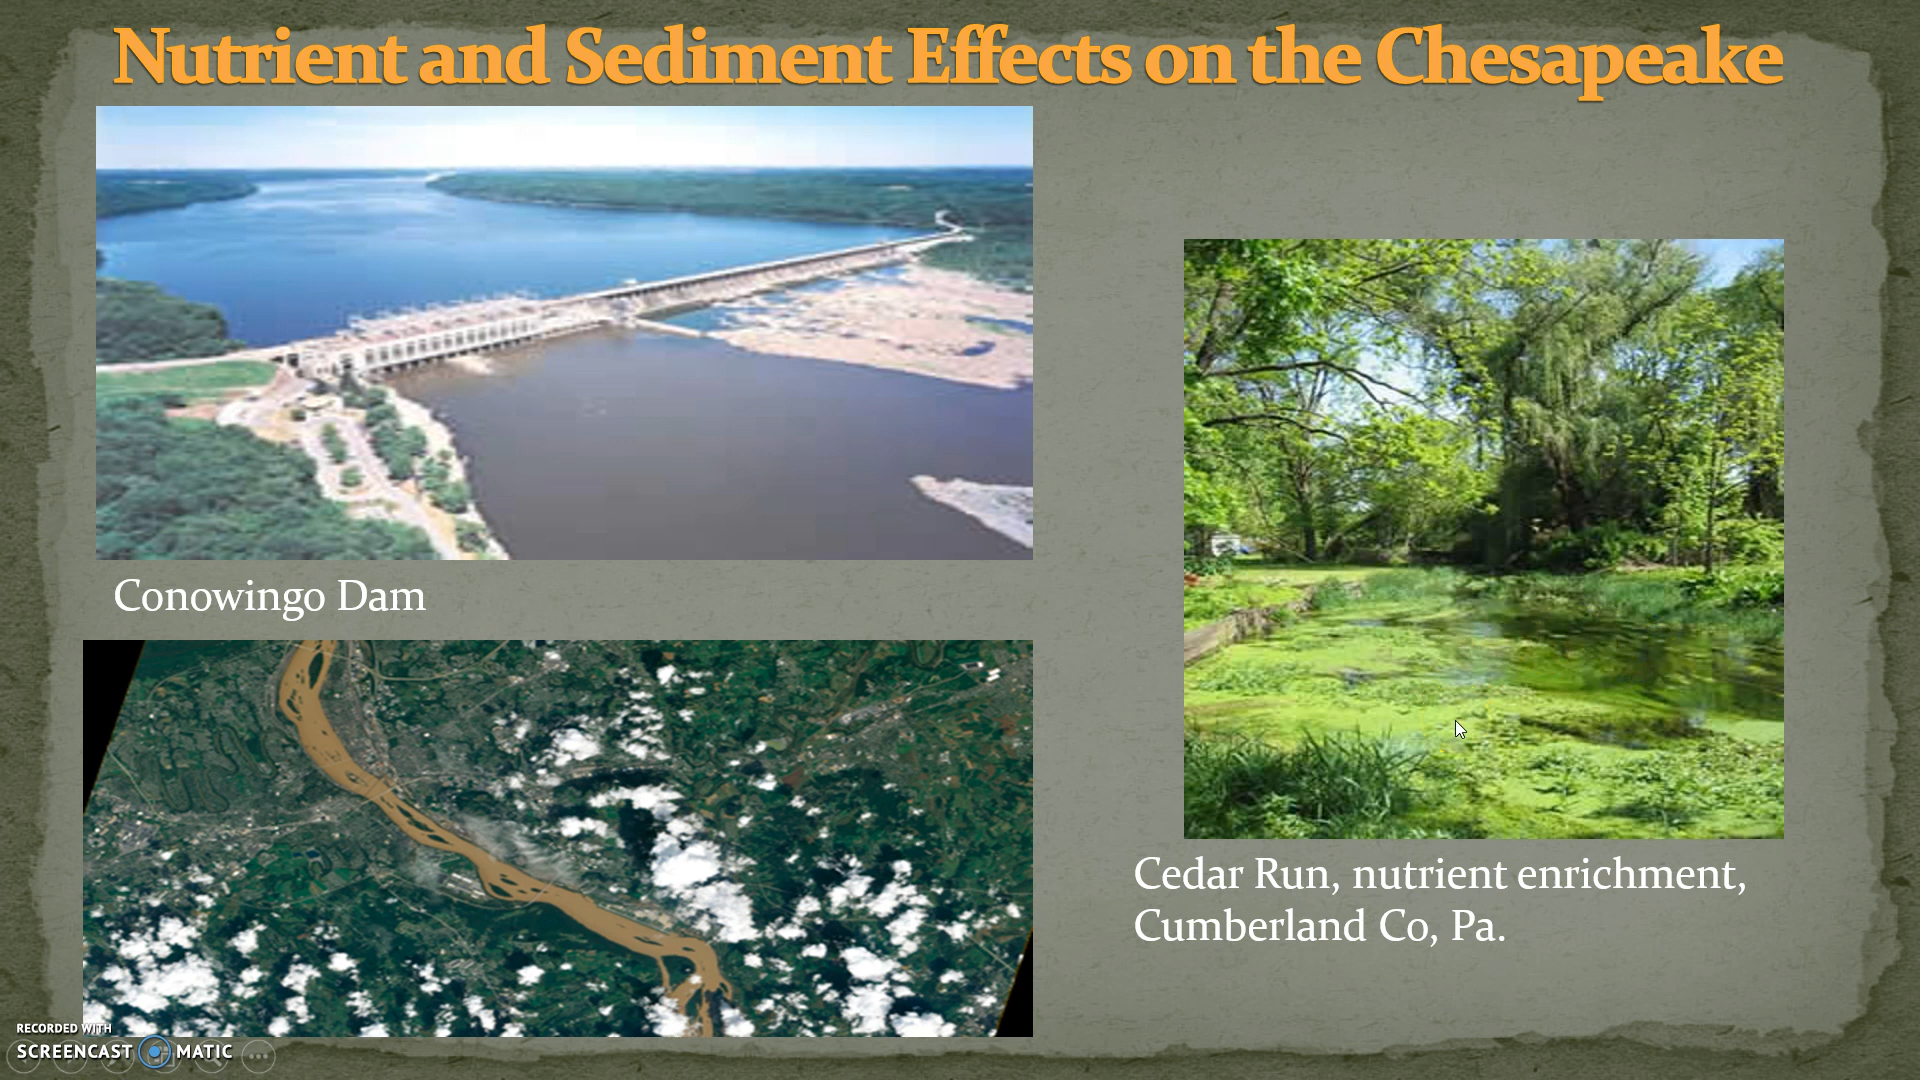 Nutrient and Sediment Effects on the Chesapeake
Conowingo Dam
Cedar Run, nutrient enrichment,
Cumberland Co, Pa.
RECORDED WITH
SCREENCAST MATIC